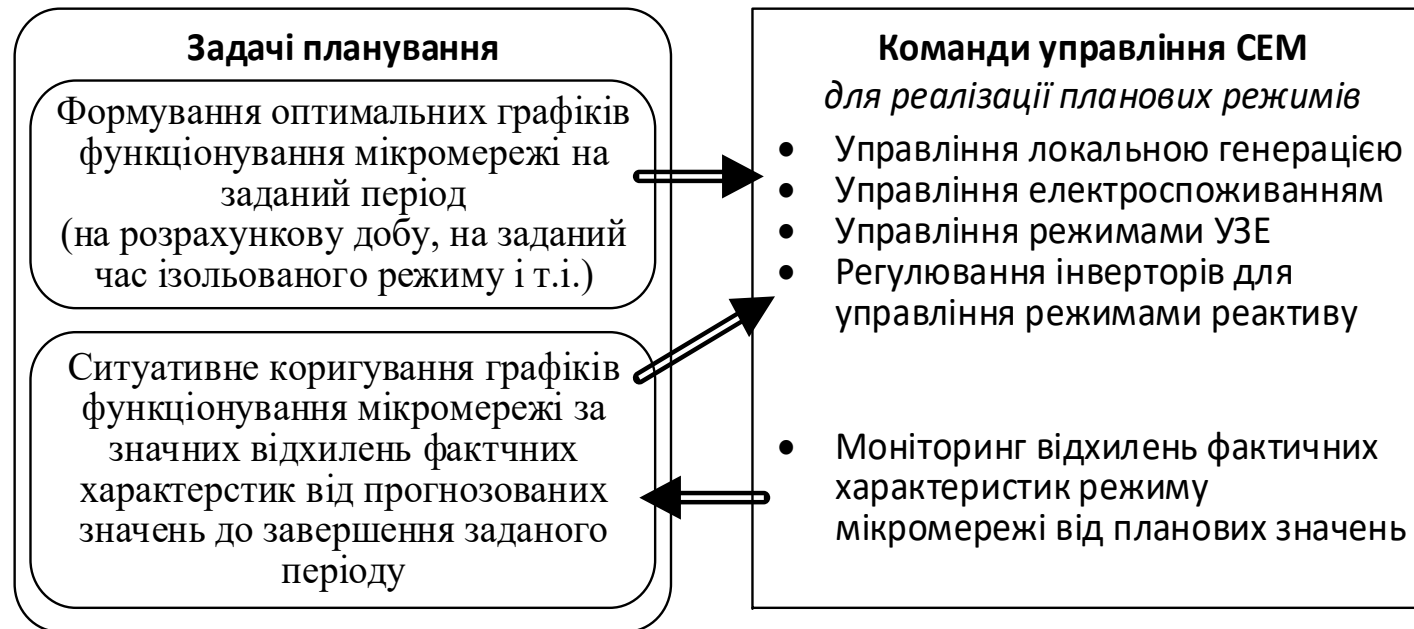 Задачі планування
Формування оптимальних графіків
функціонування мікромережі на
заданий період
(на розрахункову добу, на заданий
час ізольованого режиму і т.і.)
Ситуативне коригування графіків
функціонування мікромережі за
значних відхилень фактчних
характерстик від прогнозованих
значень до завершення заданого
періоду
Команди управління СЕМ
для реалізації планових режимів
• Управління локальною генерацією
• Управління електроспоживанням
• Управління режимами УЗЕ
• Регулювання інверторів для
управління режимами реактиву
• Моніторинг відхилень фактичних
характеристик режиму
мікромережі від планових значень